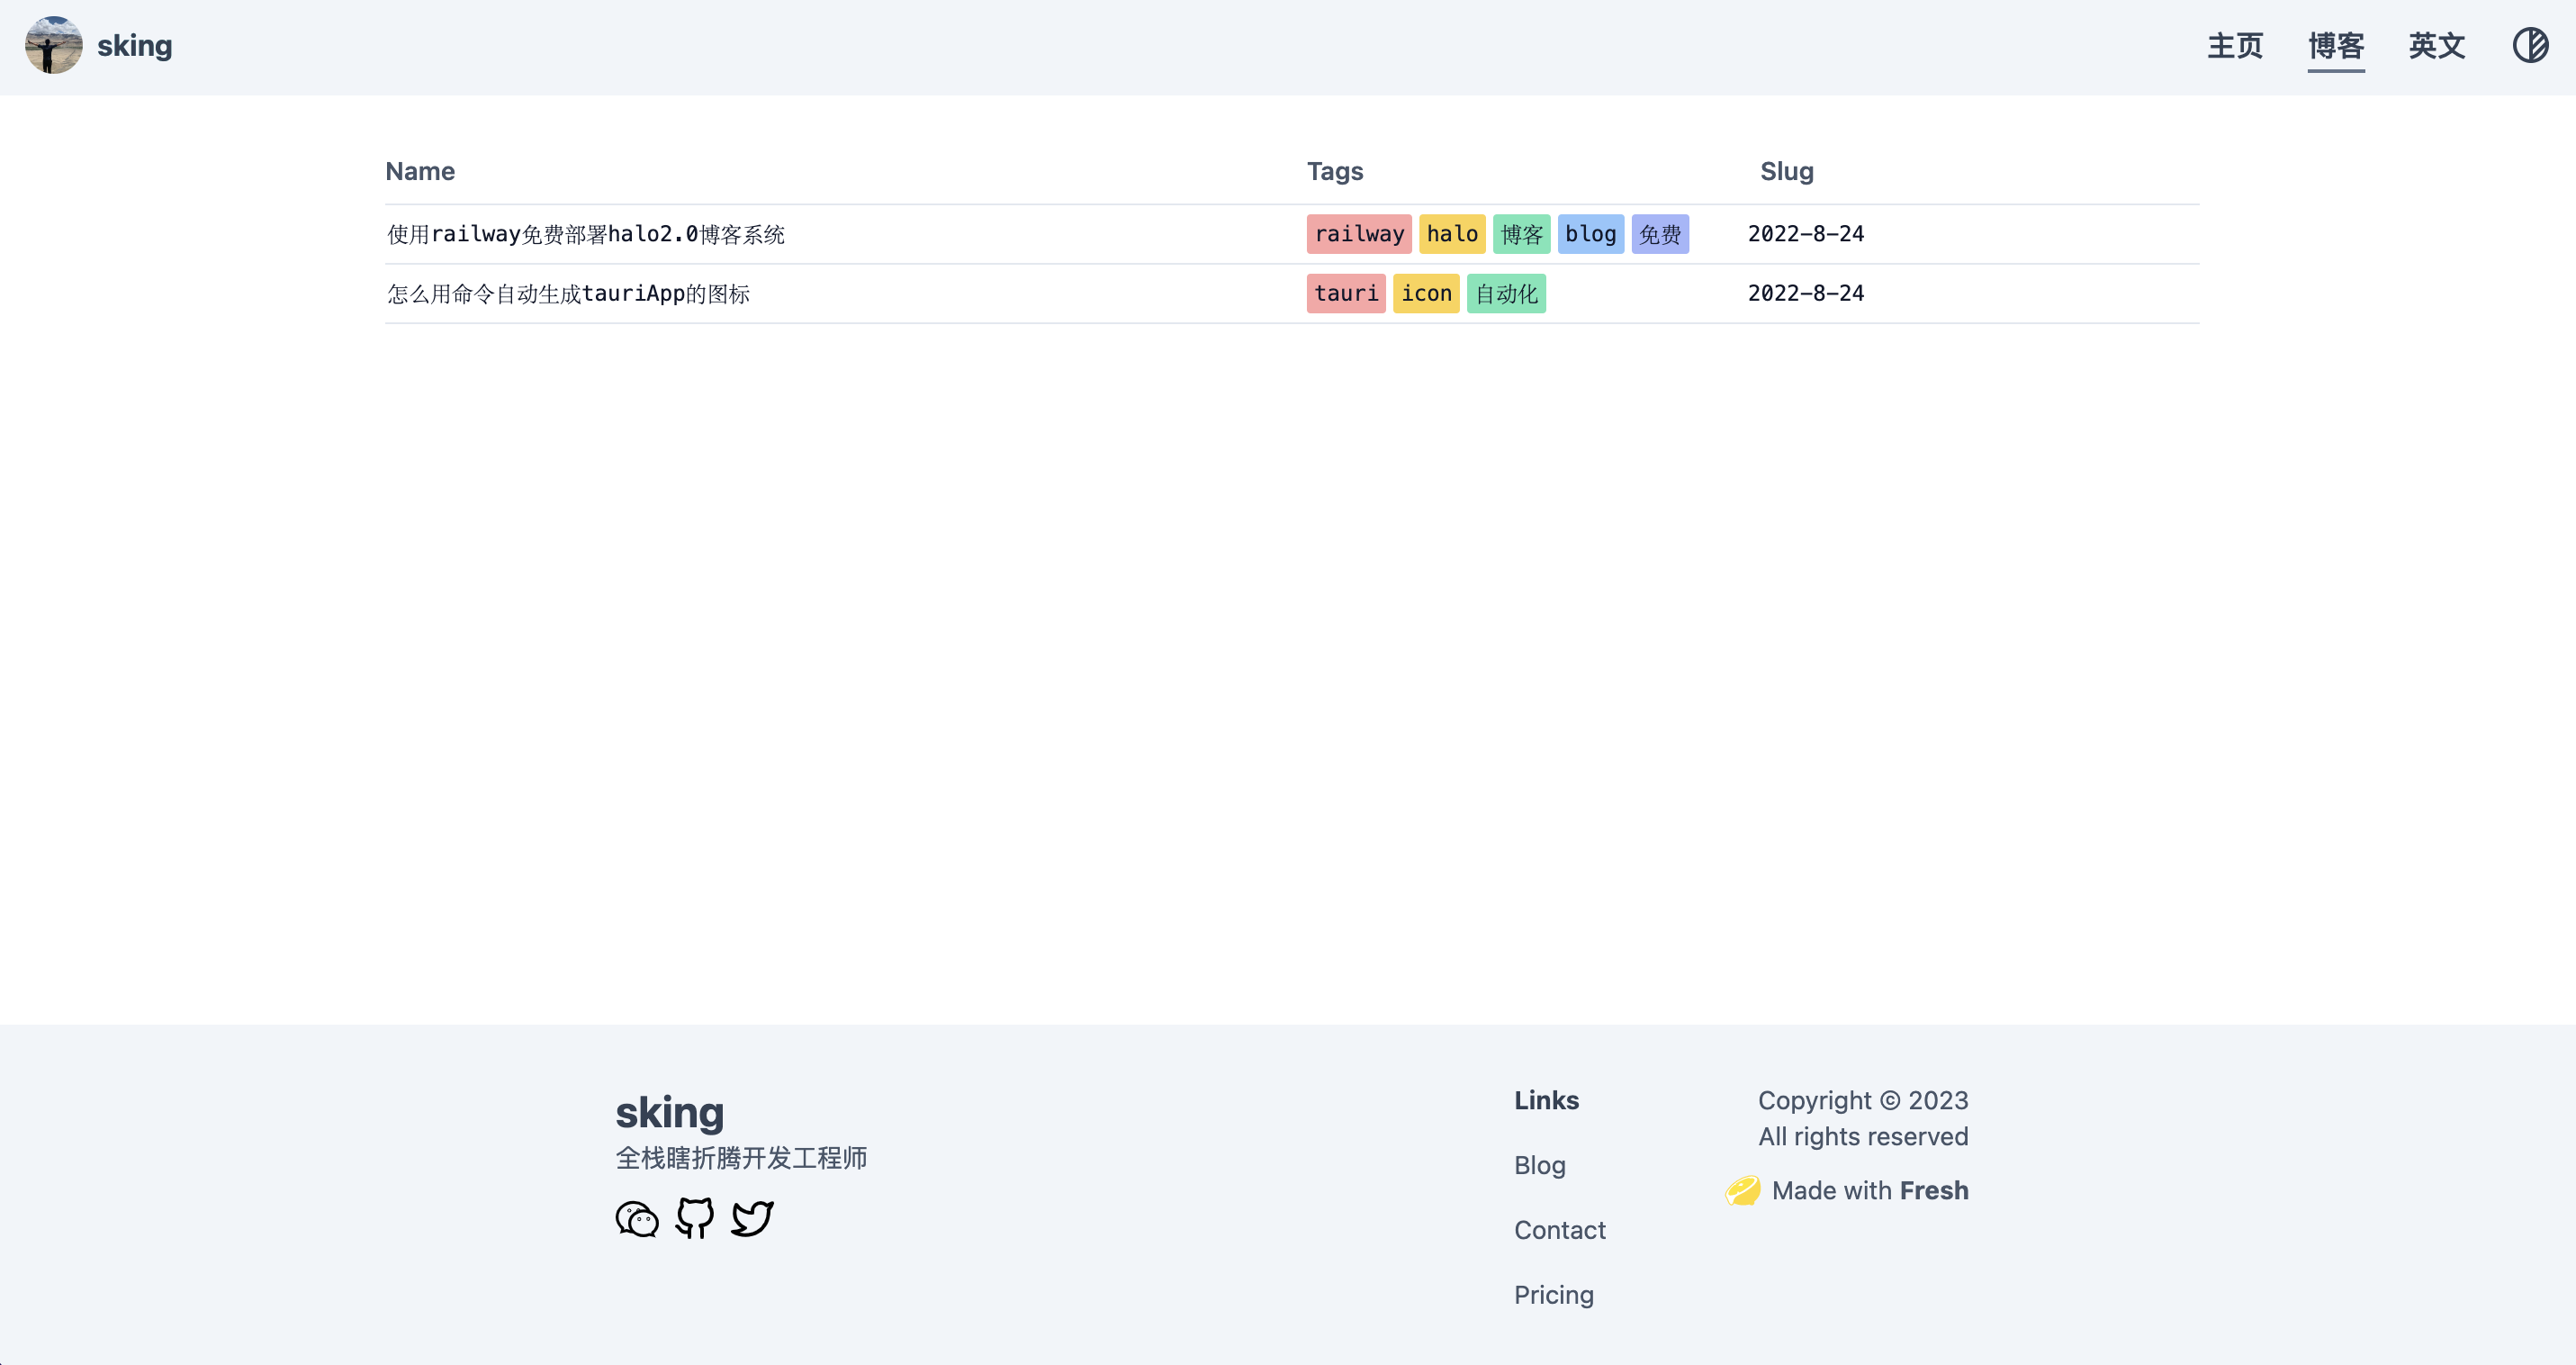 sking 主页 博客 英文
Name Tags Slug
使用railway免费部署halo2.0博客系统 railway halo 博客 blog 免费 2022-8-24
怎么用命令自动生成tauriApp的图标 tauri icon 自动化 2022-8-24
sking
全栈瞎折腾开发工程师
Links
Blog
Contact
Pricing
Copyright © 2023
All rights reserved
Made with Fresh